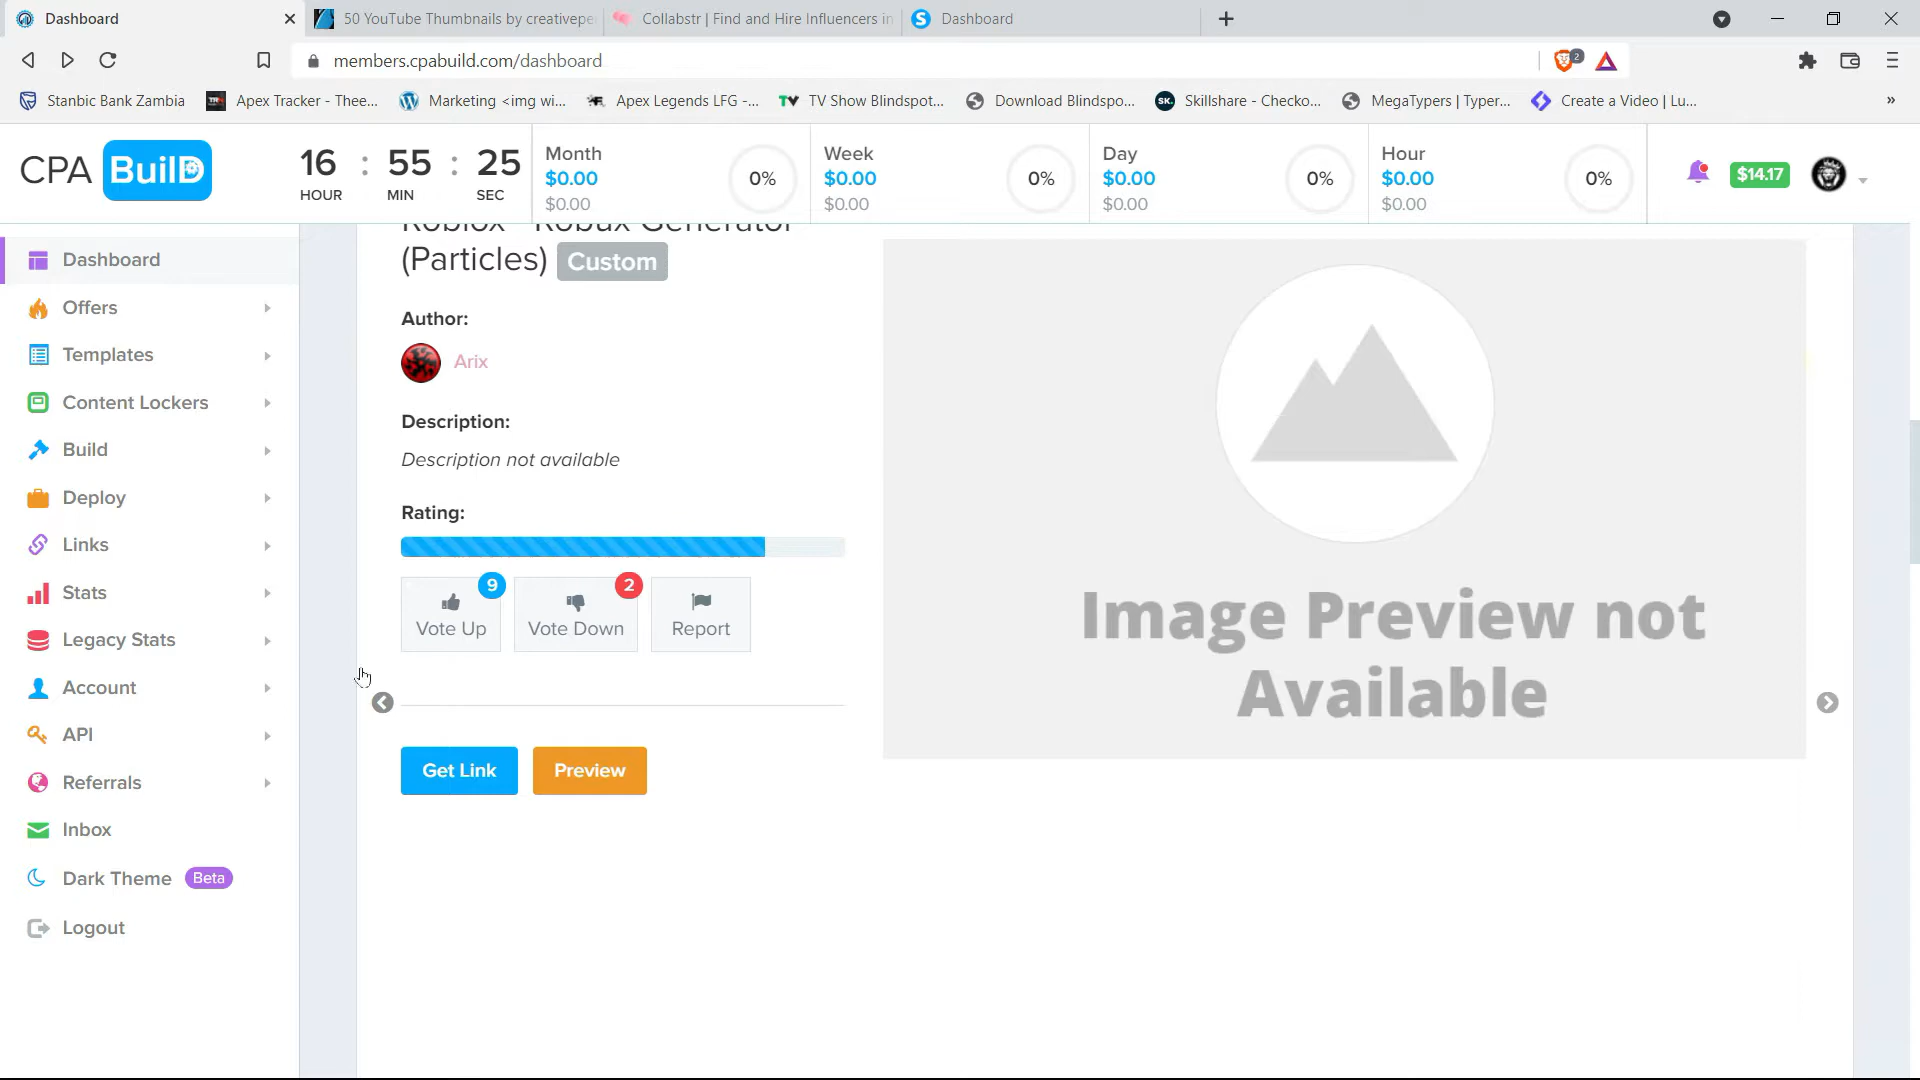 Dashboard
50 YouTube Thumbnails by creativepe
Collabstr | Find and Hire Influencers in
Dashboard
members.cpabuild.com/dashboard
2
Stanbic Bank Zambia
Apex Tracker - Thee...
Marketing <img wi...
Apex Legends LFG -...
TV Show Blindspot...
Download Blindspo...
SK.
Skillshare - Checko...
MegaTypers | Typer...
Create a Video | Lu...
CPA BuilD
16 : 55 : 25
HOUR MIN SEC
Month
$0.00
$0.00
0%
Week
$0.00
$0.00
0%
Day
$0.00
$0.00
0%
Hour
$0.00
$0.00
0%
$14.17
Dashboard
Offers
Templates
Content Lockers
Build
Deploy
Links
Stats
Legacy Stats
Account
API
Referrals
Inbox
Dark Theme Beta
Logout
Roblox - Robux Generator
(Particles) Custom
Author:
Arix
Description:
Description not available
Rating:
9
Vote Up
2
Vote Down
Report
Get Link
Preview
Image Preview not
Available